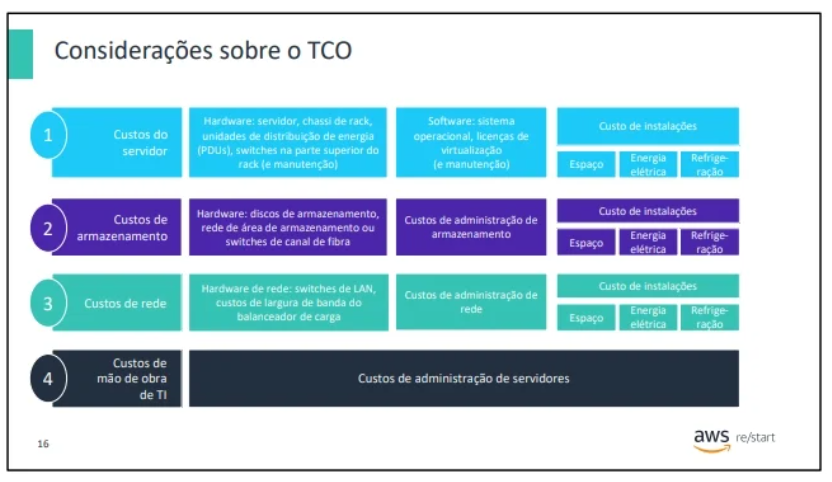 Considerações sobre o TCO
1
Custos do
servidor
Hardware: servidor, chassi de rack,
unidades de distribuição de energia
(PDUs), switches na parte superior do
rack (e manutenção)
Software: sistema
operacional, licenças de
virtualização
(e manutenção)
Custo de instalações
Espaço
Energia
elétrica
Refrige-
ração
2
Custos de
armazenamento
Hardware: discos de armazenamento,
rede de área de armazenamento ou
switches de canal de fibra
Custos de administração de
armazenamento
Custo de instalações
Espaço
Energia
elétrica
Refrige-
ração
3
Custos de rede
Hardware de rede: switches de LAN,
custos de largura de banda do
balanceador de carga
Custos de administração de
rede
Custo de instalações
Espaço
Energia
elétrica
Refrige-
ração
4
Custos de
mão de obra
de TI
Custos de administração de servidores
16
aws re/start